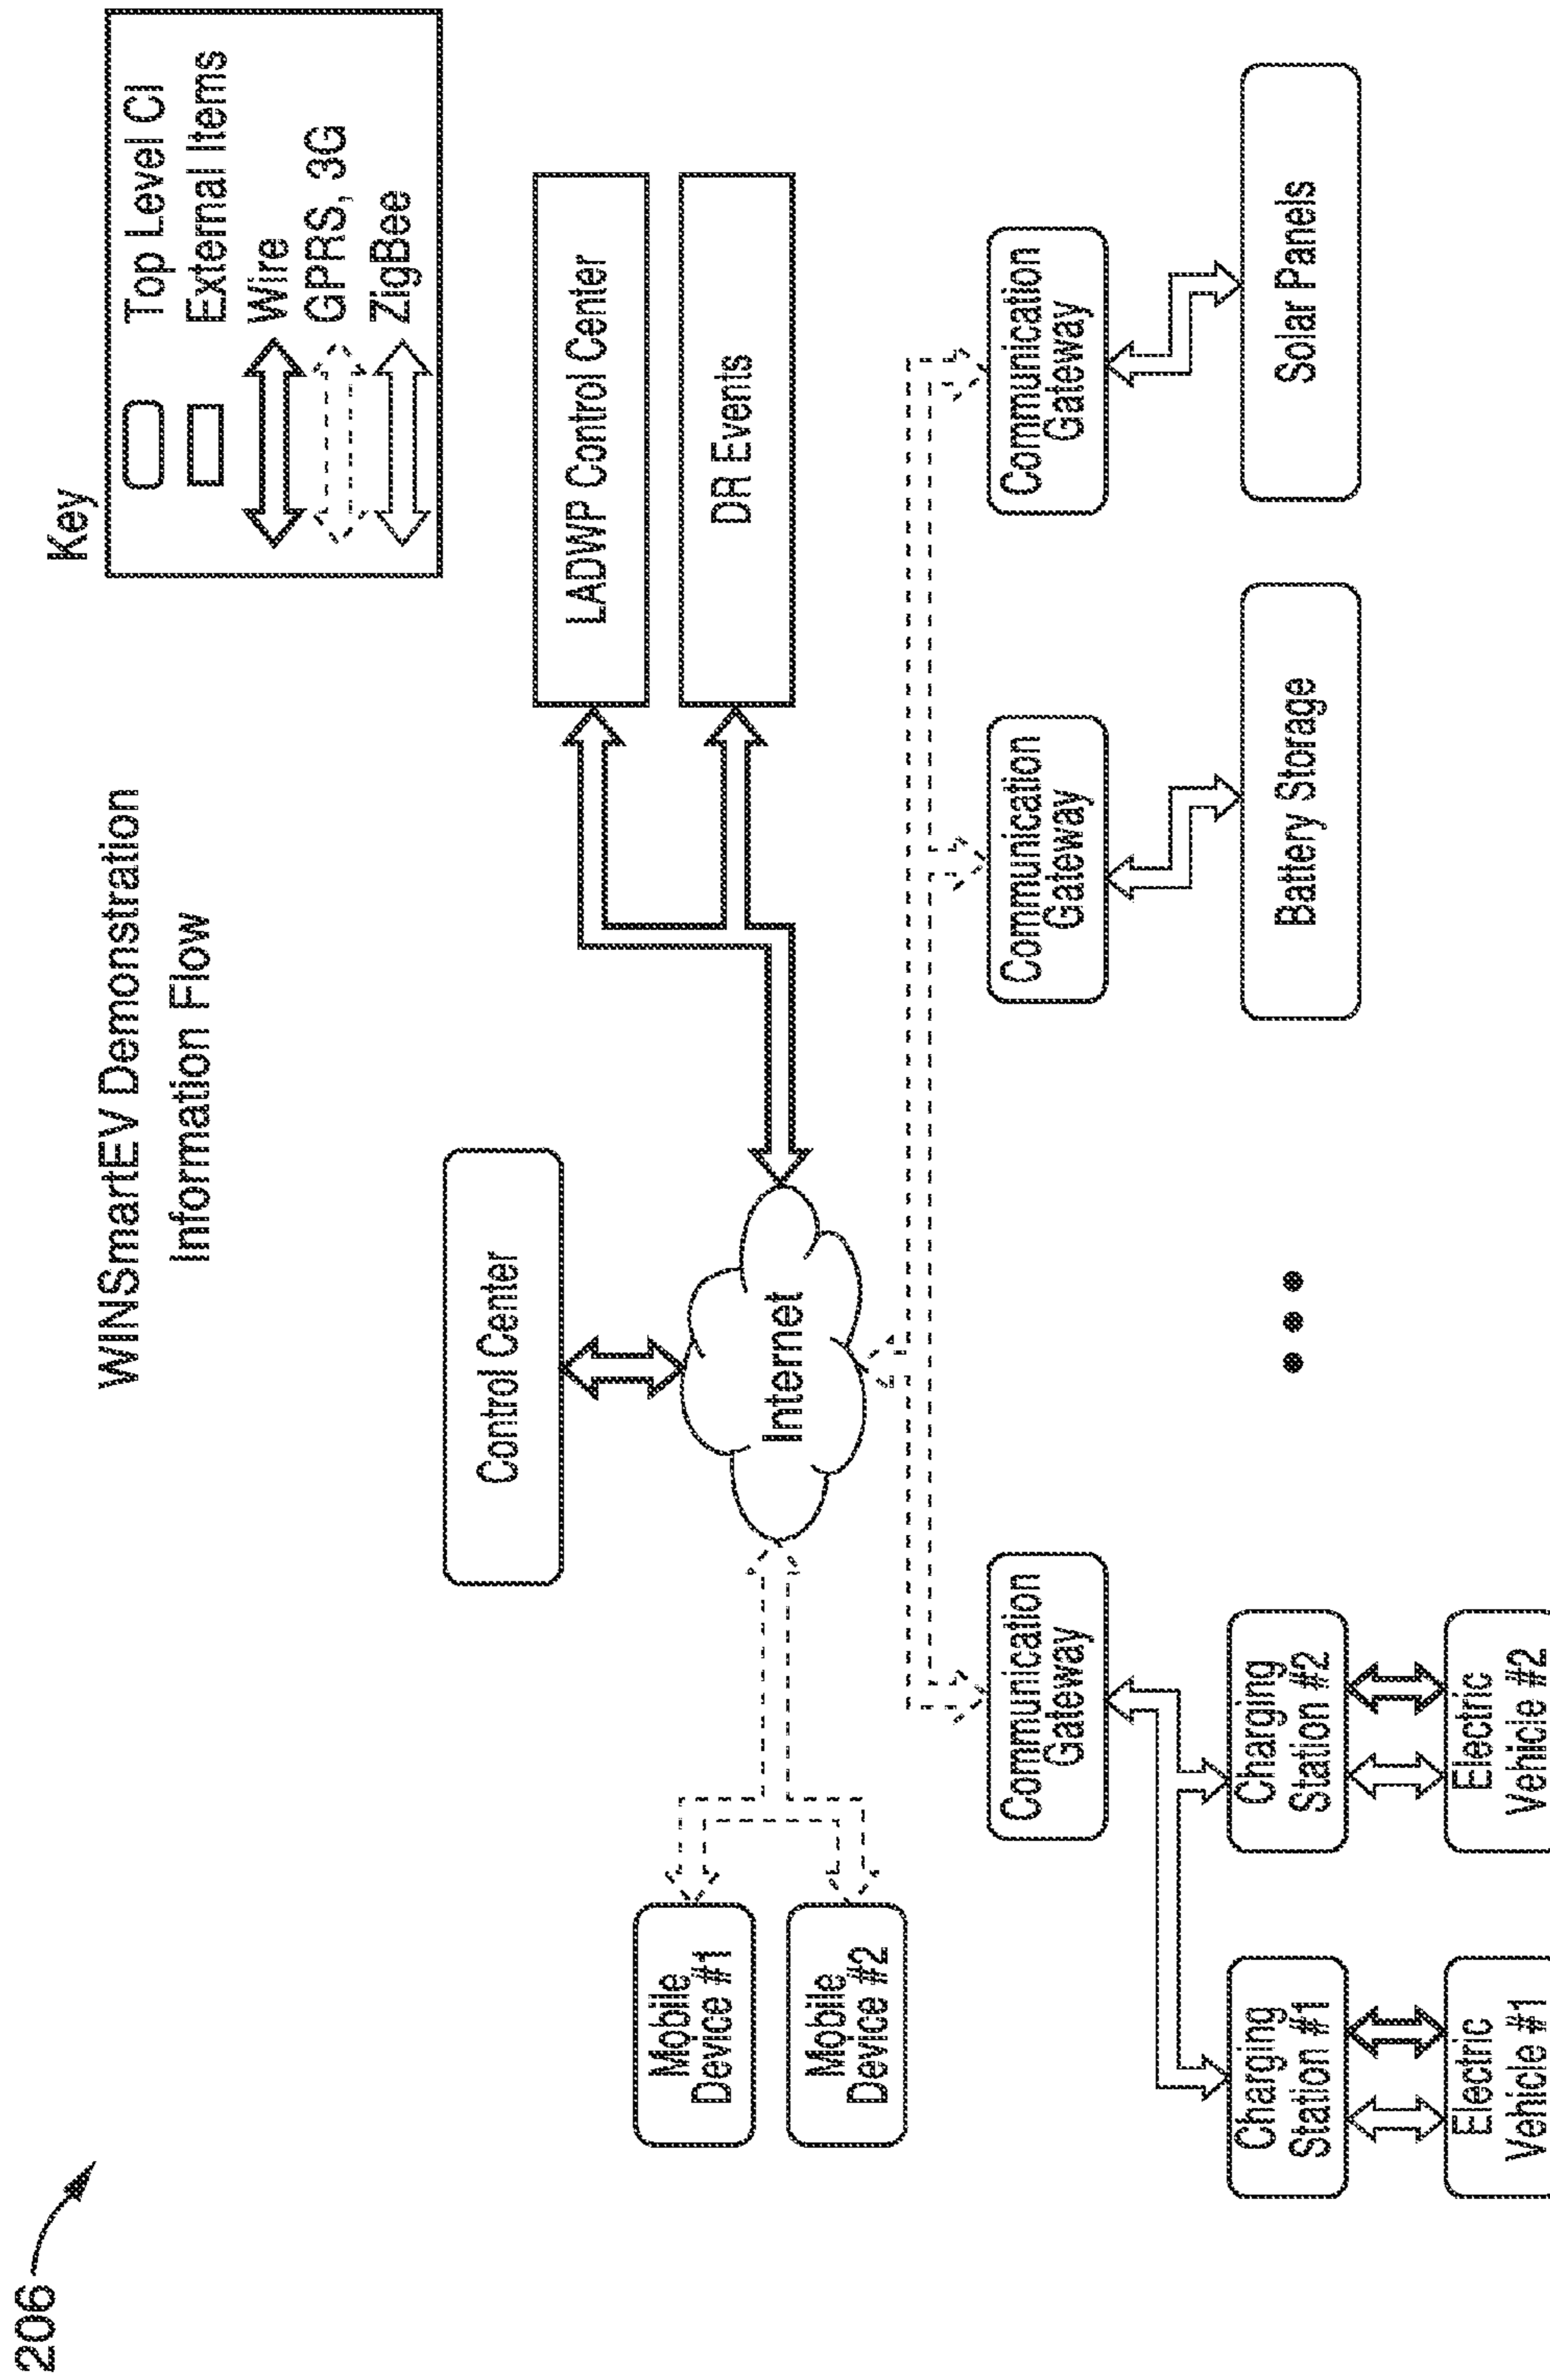 206
WINSmartEV Demonstration
Information Flow
Key
Top Level CI
External Items
Wire
GPRS, 3G
ZigBee
Control Center
LADWP Control Center
DR Events
Mobile
Device #1
Mobile
Device #2
Internet
Communication
Gateway
Communication
Gateway
Communication
Gateway
Charging
Station #1
Charging
Station #2
Battery Storage
Solar Panels
Electric
Vehicle #1
Electric
Vehicle #2